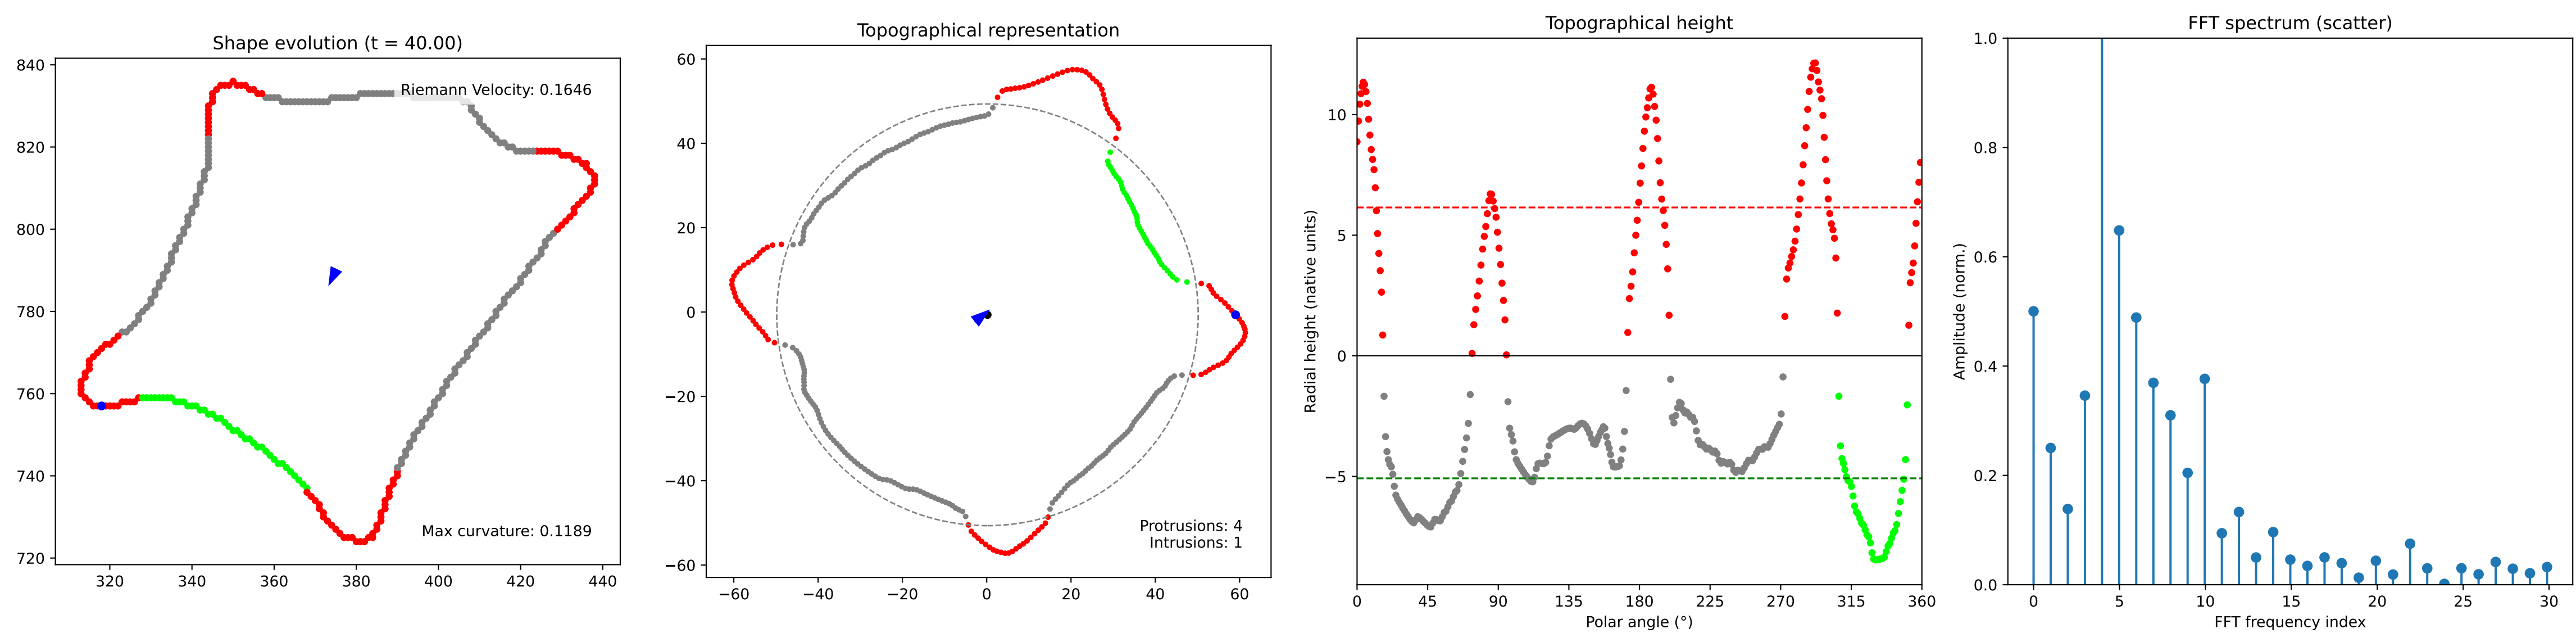 Shape evolution (t = 40.00)
840
820
800
780
760
740
720
Riemann Velocity: 0.1646
Max curvature: 0.1189
320 340 360 380 400 420 440
Topographical representation
60
40
20
0
−20
−40
−60
Protrusions: 4
Intrusions: 1
−60 −40 −20 0 20 40 60
Topographical height
Radial height (native units)
10
5
0
−5
0 45 90 135 180 225 270 315 360
Polar angle (°)
FFT spectrum (scatter)
Amplitude (norm.)
1.0
0.8
0.6
0.4
0.2
0.0
0 5 10 15 20 25 30
FFT frequency index